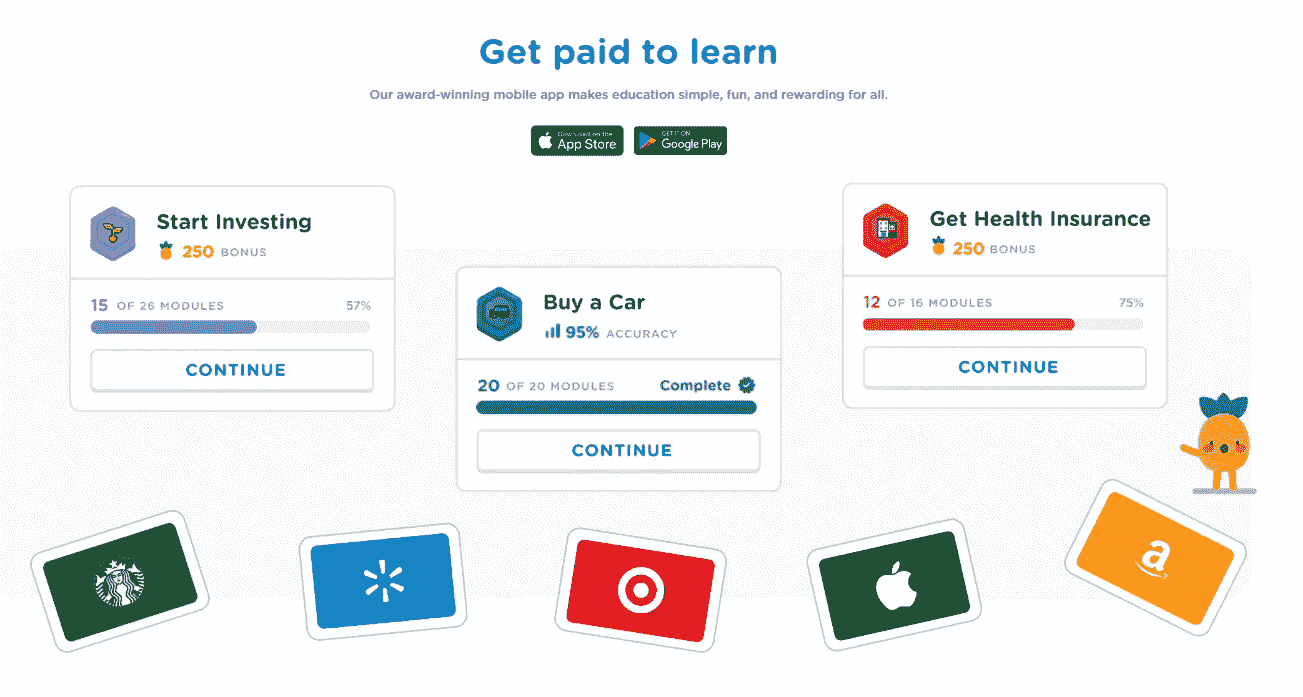 Get paid to learn
Our award-winning mobile app makes education simple, fun, and rewarding for all.
Download on the
App Store
GET IT ON
Google Play
Start Investing
250 BONUS
15 OF 26 MODULES 57%
CONTINUE
Buy a Car
95% ACCURACY
20 OF 20 MODULES Complete
CONTINUE
Get Health Insurance
250 BONUS
12 OF 16 MODULES 75%
CONTINUE
a